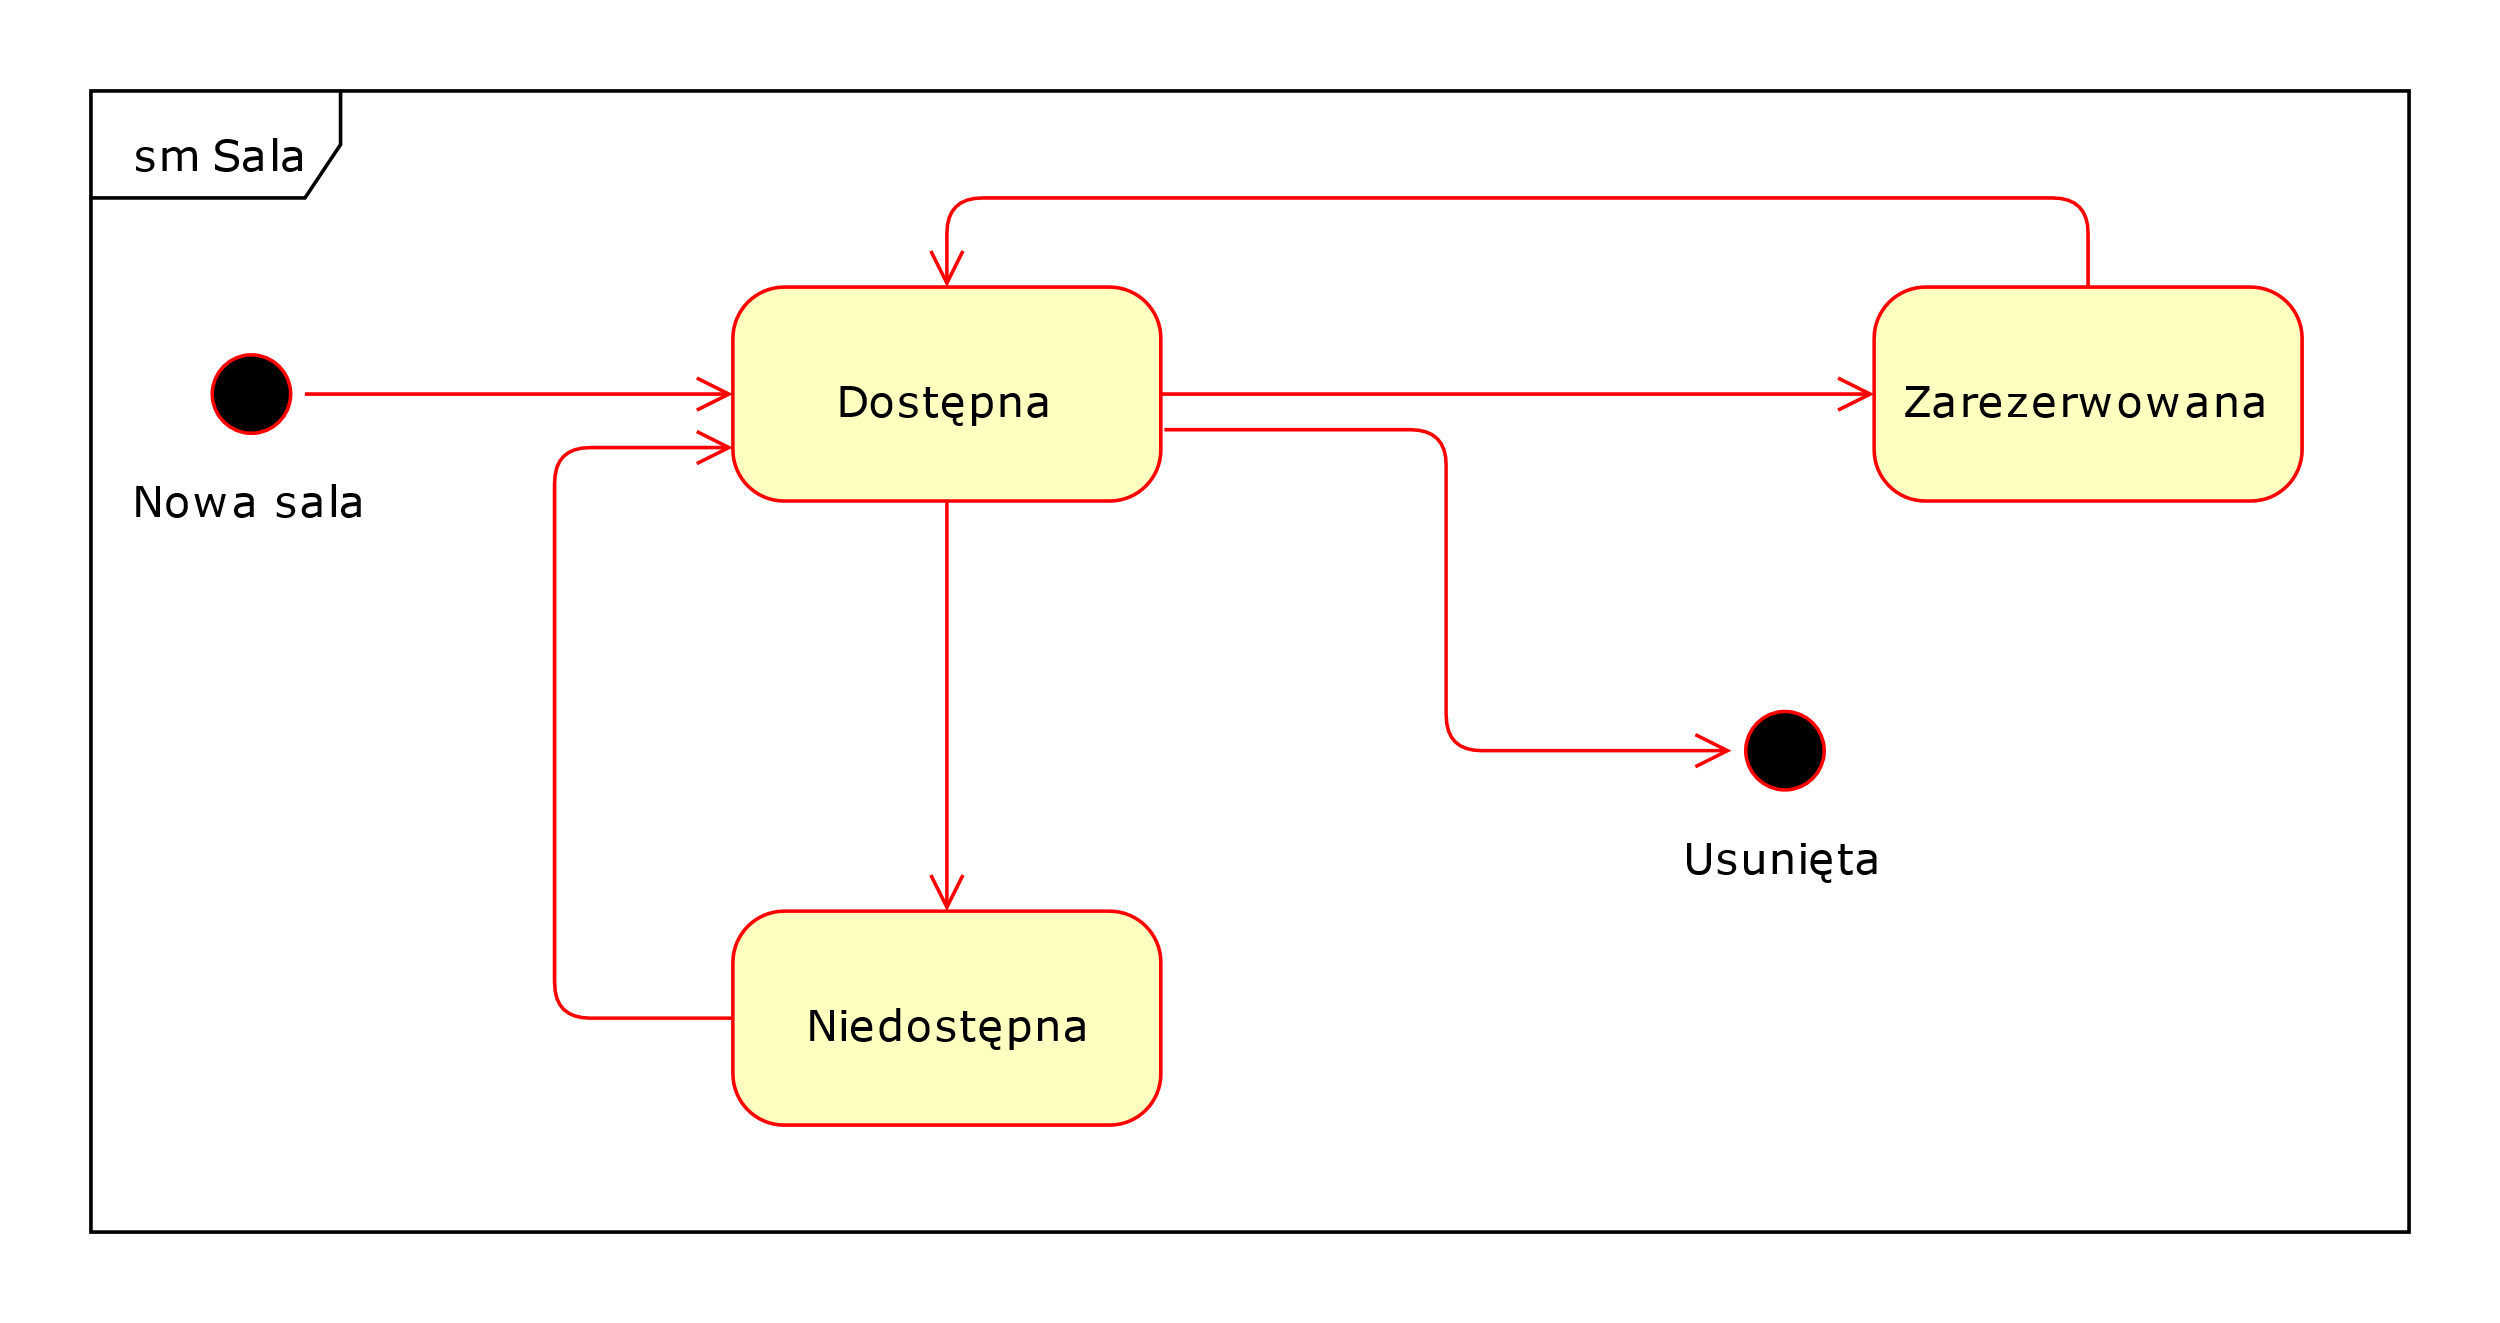 sm Sala
Dostępna
Zarezerwowana
Nowa sala
Usunięta
Niedostępna